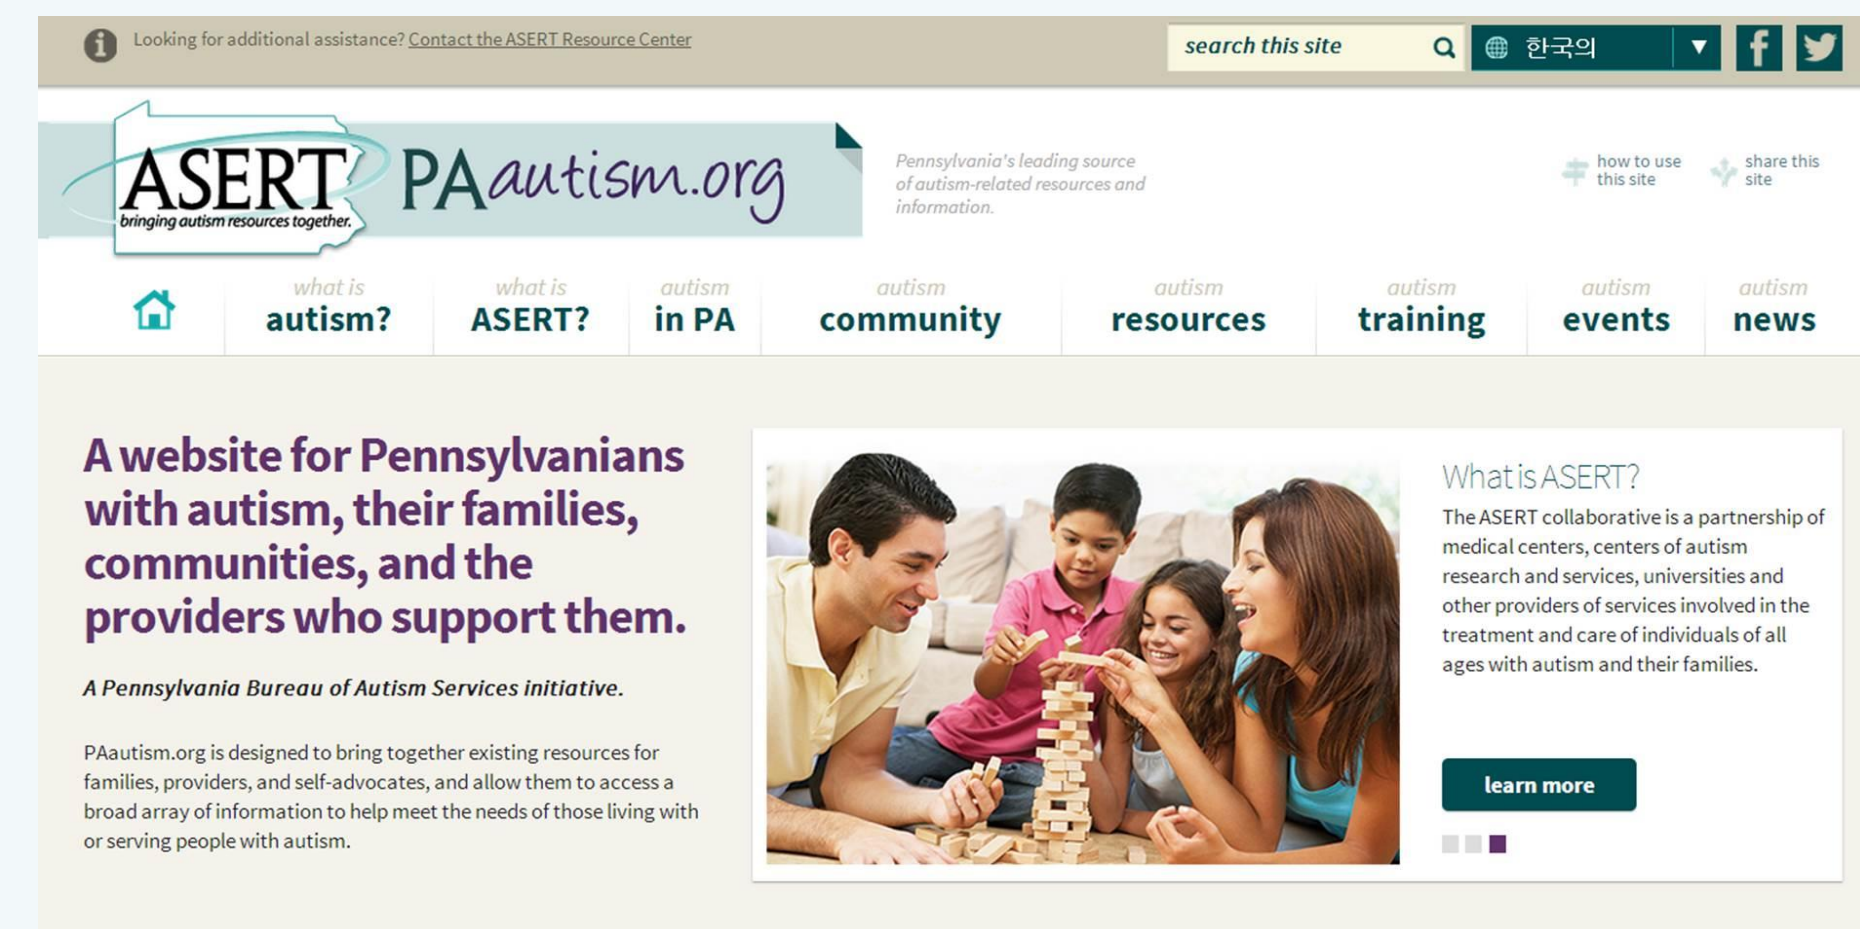 Looking for additional assistance? Contact the ASERT Resource Center
search this site
한국의
ASERT
bringing autism resources together.
PAautism.org
Pennsylvania's leading source
of autism-related resources and
information.
how to use
this site
share this
site
what is
autism?
what is
ASERT?
autism
in PA
autism
community
autism
resources
autism
training
autism
events
autism
news
A website for Pennsylvanians
with autism, their families,
communities, and the
providers who support them.
A Pennsylvania Bureau of Autism Services initiative.
PAautism.org is designed to bring together existing resources for
families, providers, and self-advocates, and allow them to access a
broad array of information to help meet the needs of those living with
or serving people with autism.
What is ASERT?
The ASERT collaborative is a partnership of
medical centers, centers of autism
research and services, universities and
other providers of services involved in the
treatment and care of individuals of all
ages with autism and their families.
learn more